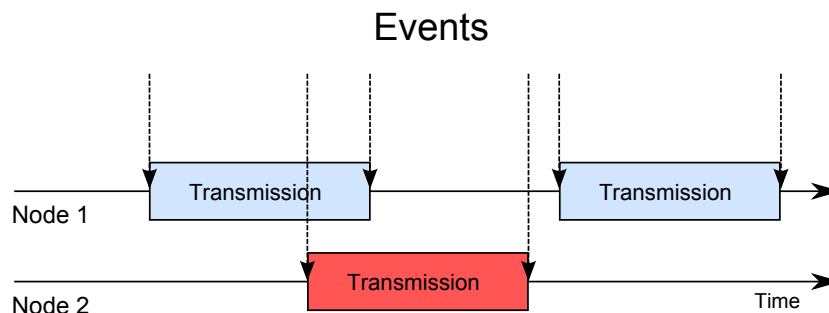 Events
Transmission
Transmission
Node 1
Transmission
Node 2
Time